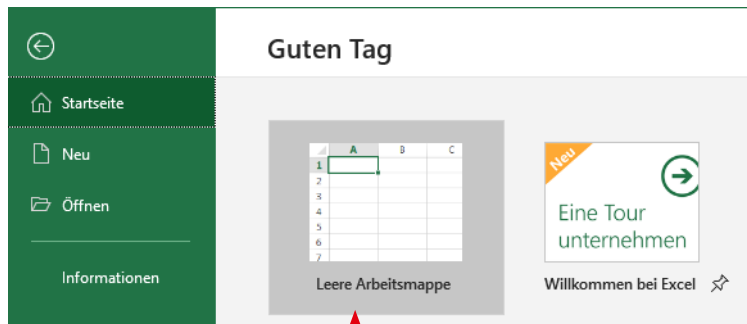 Guten Tag
Startseite
Neu
Öffnen
Informationen
A B C
1
2
3
4
5
6
7
Leere Arbeitsmappe
Neu
Eine Tour
unternehmen
Willkommen bei Excel